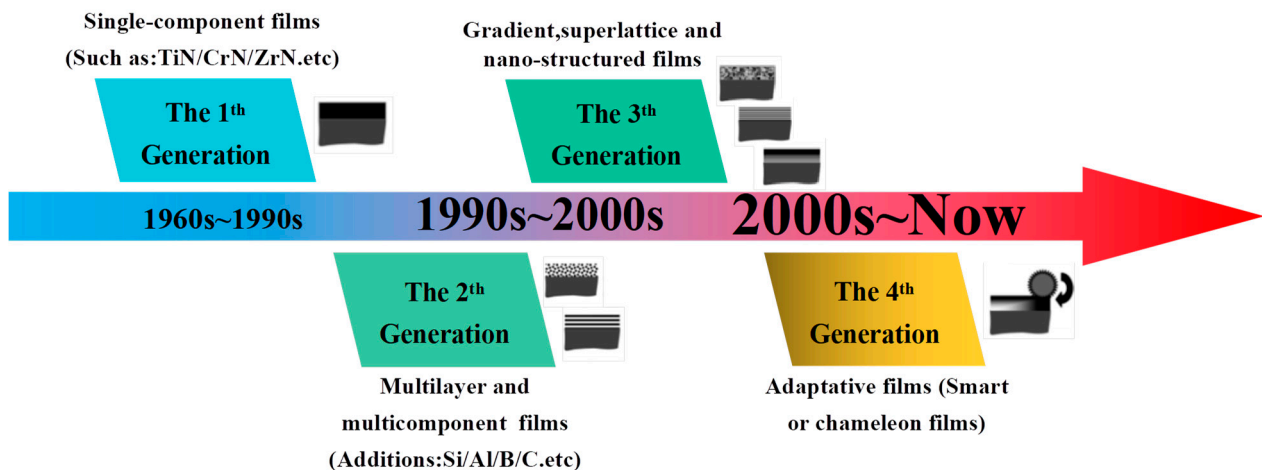 Single-component films
(Such as:TiN/CrN/ZrN.etc)
The 1th
Generation
Gradient,superlattice and
nano-structured films
The 3th
Generation
1960s~1990s
1990s~2000s
2000s~Now
The 2th
Generation
Multilayer and
multicomponent films
(Additions:Si/Al/B/C.etc)
The 4th
Generation
Adaptative films (Smart
or chameleon films)